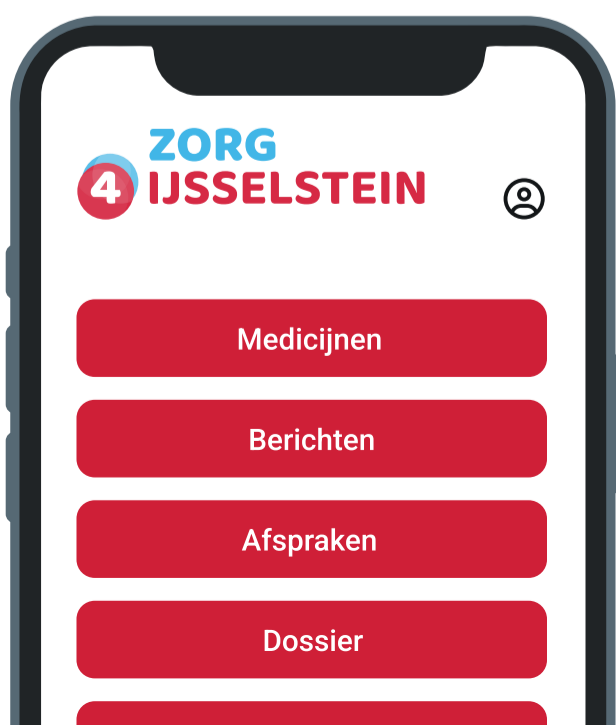 ZORG
4 IJSSELSTEIN
Medicijnen
Berichten
Afspraken
Dossier